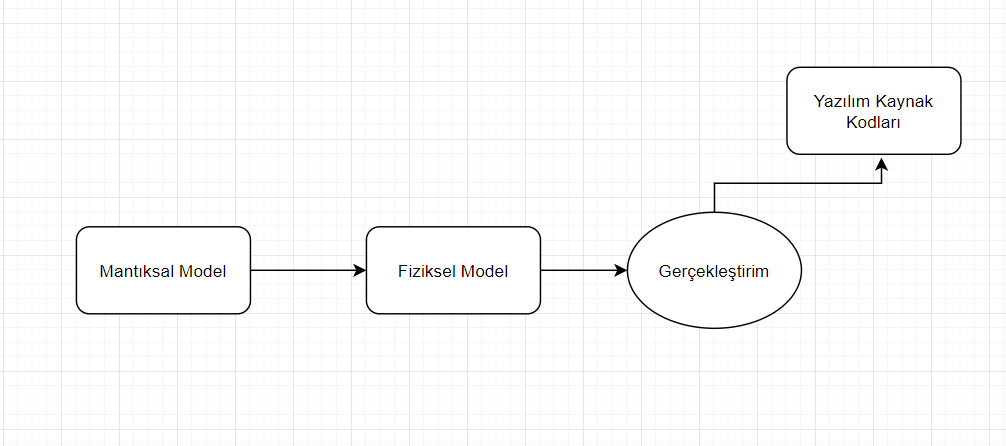 Yazılım Kaynak
Kodları
Mantıksal Model
Fiziksel Model
Gerçekleştirim